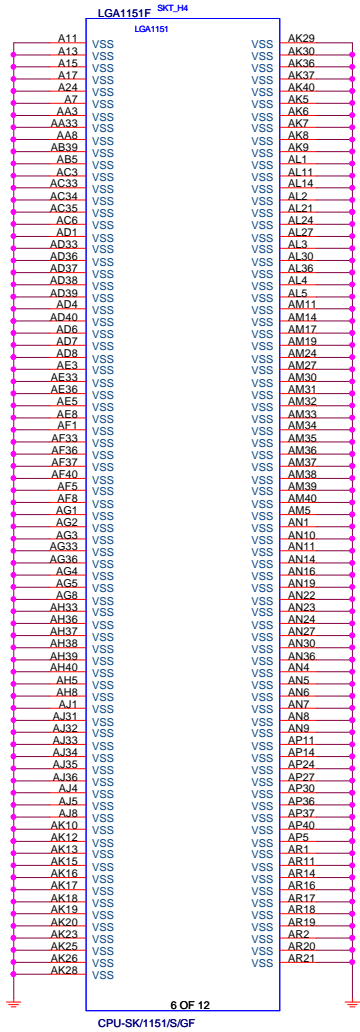 LGA1151F SKT_H4
LGA1151
A11 VSS VSS AK29
A13 VSS VSS AK30
A15 VSS VSS AK36
A17 VSS VSS AK37
A24 VSS VSS AK40
A7 VSS VSS AK5
AA3 VSS VSS AK6
AA33 VSS VSS AK7
AA8 VSS VSS AK8
AB39 VSS VSS AK9
AB5 VSS VSS AL1
AC3 VSS VSS AL11
AC33 VSS VSS AL14
AC34 VSS VSS AL2
AC35 VSS VSS AL21
AC6 VSS VSS AL24
AD1 VSS VSS AL27
AD33 VSS VSS AL3
AD36 VSS VSS AL30
AD37 VSS VSS AL36
AD38 VSS VSS AL4
AD39 VSS VSS AL5
AD4 VSS VSS AM11
AD40 VSS VSS AM14
AD6 VSS VSS AM17
AD7 VSS VSS AM19
AD8 VSS VSS AM24
AE3 VSS VSS AM27
AE33 VSS VSS AM30
AE36 VSS VSS AM31
AE5 VSS VSS AM32
AE8 VSS VSS AM33
AF1 VSS VSS AM34
AF33 VSS VSS AM35
AF36 VSS VSS AM36
AF37 VSS VSS AM37
AF40 VSS VSS AM38
AF5 VSS VSS AM39
AF8 VSS VSS AM40
AG1 VSS VSS AM5
AG2 VSS VSS AN1
AG3 VSS VSS AN10
AG33 VSS VSS AN11
AG36 VSS VSS AN14
AG4 VSS VSS AN16
AG5 VSS VSS AN19
AG8 VSS VSS AN22
AH33 VSS VSS AN23
AH36 VSS VSS AN24
AH37 VSS VSS AN27
AH38 VSS VSS AN30
AH39 VSS VSS AN36
AH40 VSS VSS AN4
AH5 VSS VSS AN5
AH8 VSS VSS AN6
AJ1 VSS VSS AN7
AJ31 VSS VSS AN8
AJ32 VSS VSS AN9
AJ33 VSS VSS AP11
AJ34 VSS VSS AP14
AJ35 VSS VSS AP24
AJ36 VSS VSS AP27
AJ4 VSS VSS AP30
AJ5 VSS VSS AP36
AJ8 VSS VSS AP37
AK10 VSS VSS AP40
AK12 VSS VSS AP5
AK13 VSS VSS AR1
AK15 VSS VSS AR11
AK16 VSS VSS AR14
AK17 VSS VSS AR16
AK18 VSS VSS AR17
AK19 VSS VSS AR18
AK20 VSS VSS AR19
AK23 VSS VSS AR2
AK25 VSS VSS AR20
AK26 VSS VSS AR21
AK28 VSS
6 OF 12
CPU-SK/1151/S/GF